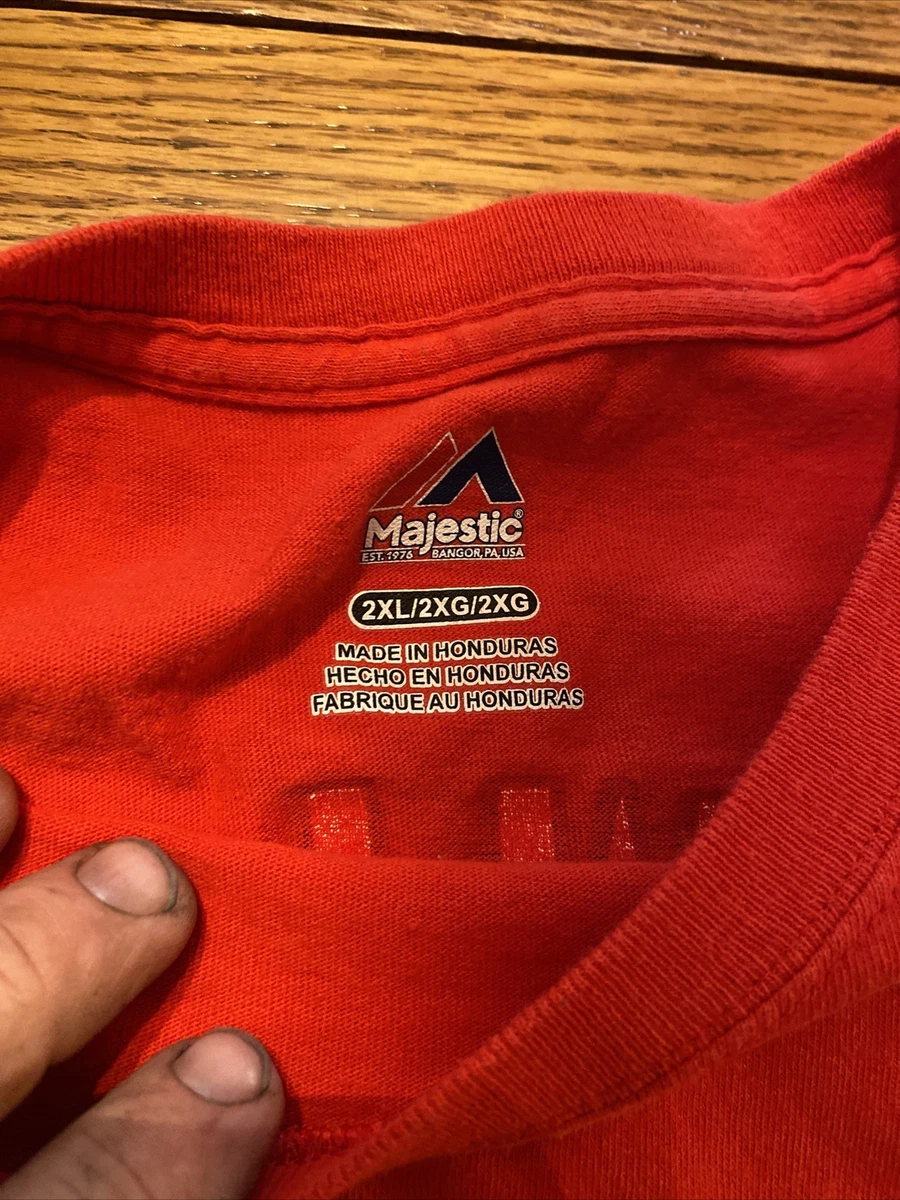 Majestic®
EST. 1976 BANGOR, PA, USA
2XL/2XG/2XG
MADE IN HONDURAS
HECHO EN HONDURAS
FABRIQUE AU HONDURAS